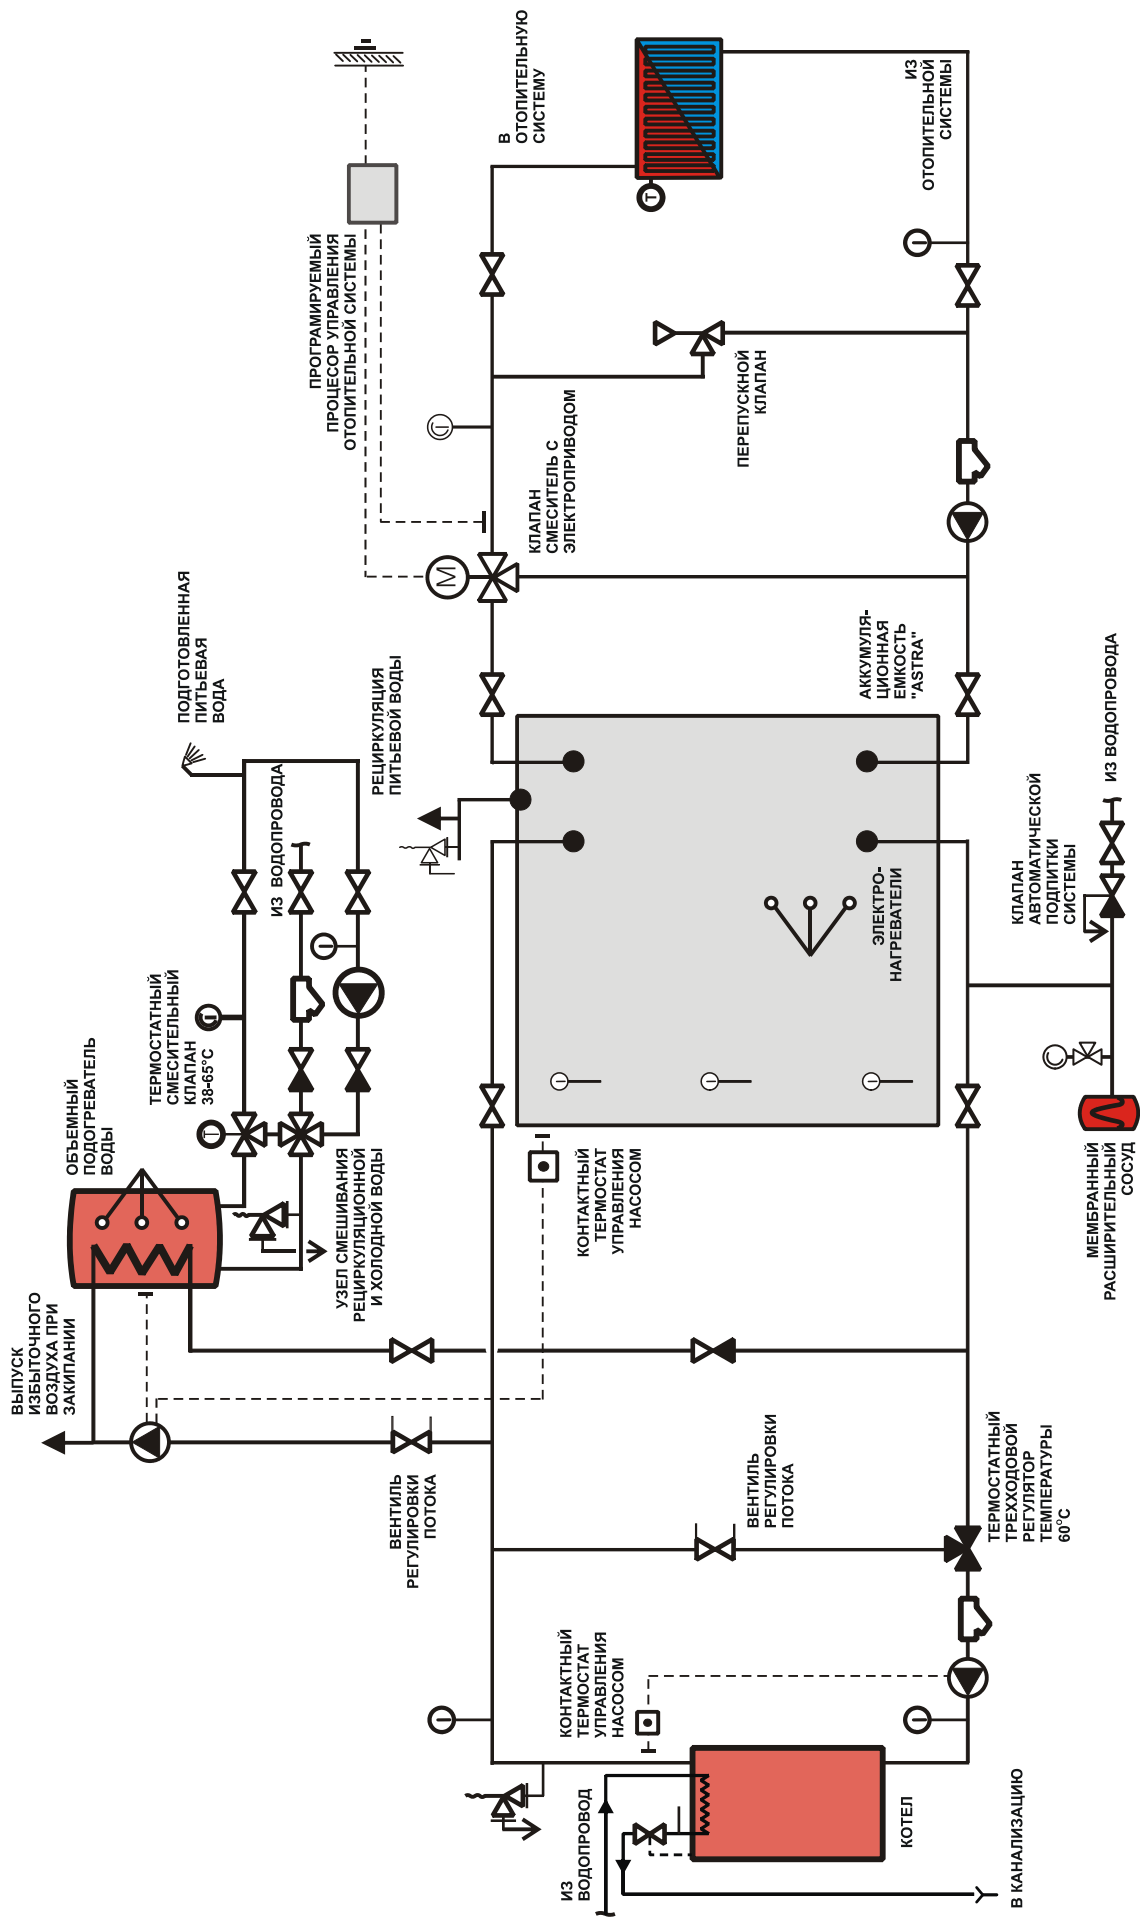 ВЫПУСК
ИЗБЫТОЧНОГО
ВОЗДУХА ПРИ
ЗАКИПАНИИ
ОБЪЕМНЫЙ
ПОДОГРЕВАТЕЛЬ
ВОДЫ
ТЕРМОСТАТНЫЙ
СМЕСИТЕЛЬНЫЙ
КЛАПАН
38-65°C
ПОДГОТОВЛЕННАЯ
ПИТЬЕВАЯ
ВОДА
ИЗ ВОДОПРОВОДА
ПРОГРАМИРУЕМЫЙ
ПРОЦЕСОР УПРАВЛЕНИЯ
ОТОПИТЕЛЬНОЙ СИСТЕМЫ
УЗЕЛ СМЕШИВАНИЯ
РЕЦИРКУЛЯЦИОННОЙ
И ХОЛОДНОЙ ВОДЫ
РЕЦИРКУЛЯЦИЯ
ПИТЬЕВОЙ ВОДЫ
M
В
ОТОПИТЕЛЬНУЮ
СИСТЕМУ
КЛАПАН
СМЕСИТЕЛЬ С
ЭЛЕКТРОПРИВОДОМ
T
ВЕНТИЛЬ
РЕГУЛИРОВКИ
ПОТОКА
КОНТАКТНЫЙ
ТЕРМОСТАТ
УПРАВЛЕНИЯ
НАСОСОМ
ПЕРЕПУСКНОЙ
КЛАПАН
КОНТАКТНЫЙ
ТЕРМОСТАТ
УПРАВЛЕНИЯ
НАСОСОМ
ВЕНТИЛЬ
РЕГУЛИРОВКИ
ПОТОКА
АККУМУЛЯ-
ЦИОННАЯ
ЕМКОСТЬ
"ASTRA"
ЭЛЕКТРО-
НАГРЕВАТЕЛИ
ИЗ
ОТОПИТЕЛЬНОЙ
СИСТЕМЫ
ИЗ
ВОДОПРОВОД
КОТЕЛ
ТЕРМОСТАТНЫЙ
ТРЕХХОДОВОЙ
РЕГУЛЯТОР
ТЕМПЕРАТУРЫ
60°C
КЛАПАН
АВТОМАТИЧЕСКОЙ
ПОДПИТКИ
СИСТЕМЫ
ИЗ ВОДОПРОВОДА
МЕМБРАННЫЙ
РАСШИРИТЕЛЬНЫЙ
СОСУД
В КАНАЛИЗАЦИЮ